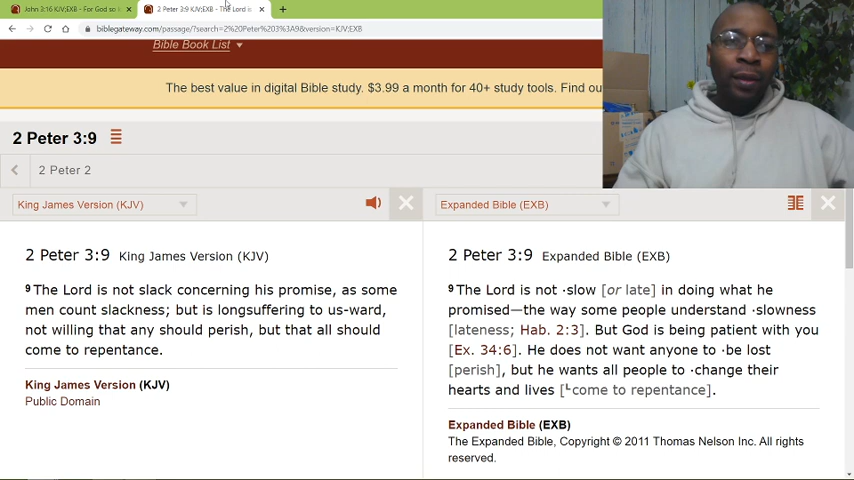 John 3:16 KJV;EXB - For God so
2 Peter 3:9 KJV;EXB - The Lord is
biblegateway.com/passage/?search=2%20Peter%203%3A9&version=KJV;EXB
Bible Book List
The best value in digital Bible study. $3.99 a month for 40+ study tools. Find
2 Peter 3:9
2 Peter 2
King James Version (KJV)
Expanded Bible (EXB)
2 Peter 3:9 King James Version (KJV)
9 The Lord is not slack concerning his promise, as some
men count slackness; but is longsuffering to us-ward,
not willing that any should perish, but that all should
come to repentance.
King James Version (KJV)
Public Domain
2 Peter 3:9 Expanded Bible (EXB)
9 The Lord is not ·slow [or late] in doing what he
promised—the way some people understand ·slowness
[lateness; Hab. 2:3]. But God is being patient with you
[Ex. 34:6]. He does not want anyone to ·be lost
[perish], but he wants all people to ·change their
hearts and lives [Lcome to repentance].
Expanded Bible (EXB)
The Expanded Bible, Copyright © 2011 Thomas Nelson Inc. All rights
reserved.